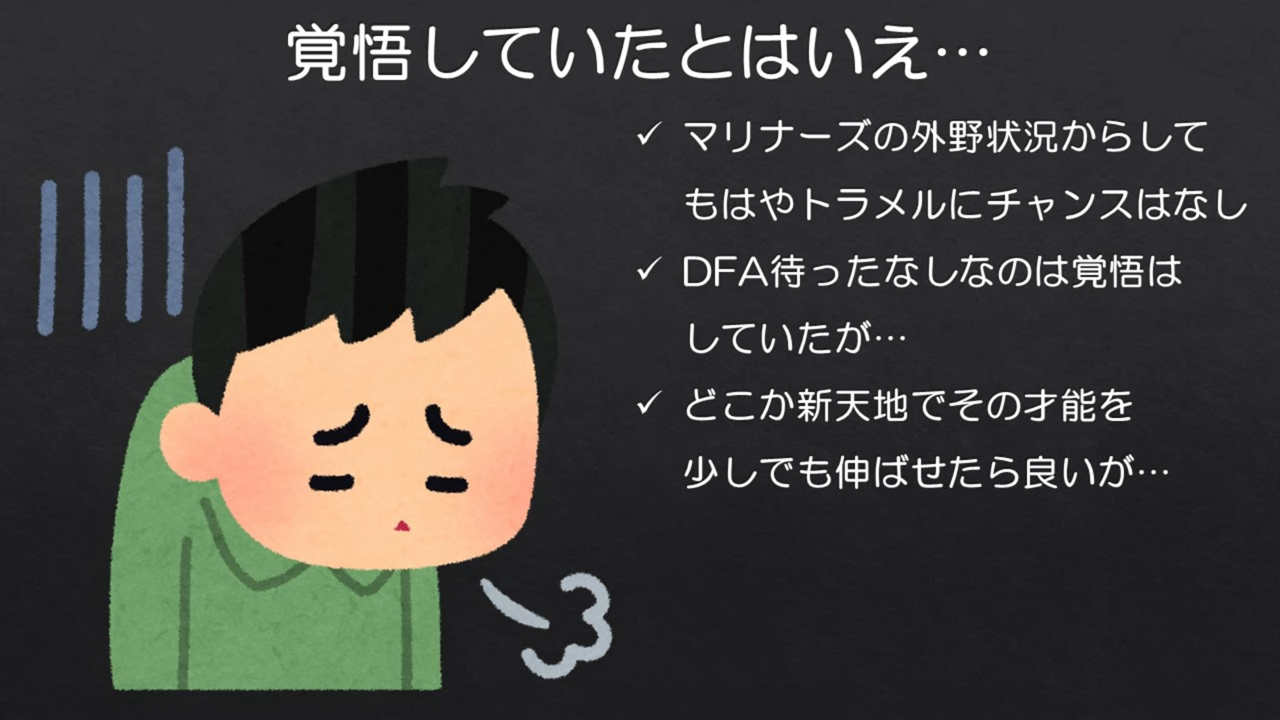 覚悟していたとはいえ…
✓ マリナーズの外野状況からして
もはやトラメルにチャンスはなし
✓ DFA待ったなしなのは覚悟は
していたが…
✓ どこか新天地でその才能を
少しでも伸ばせたら良いが…